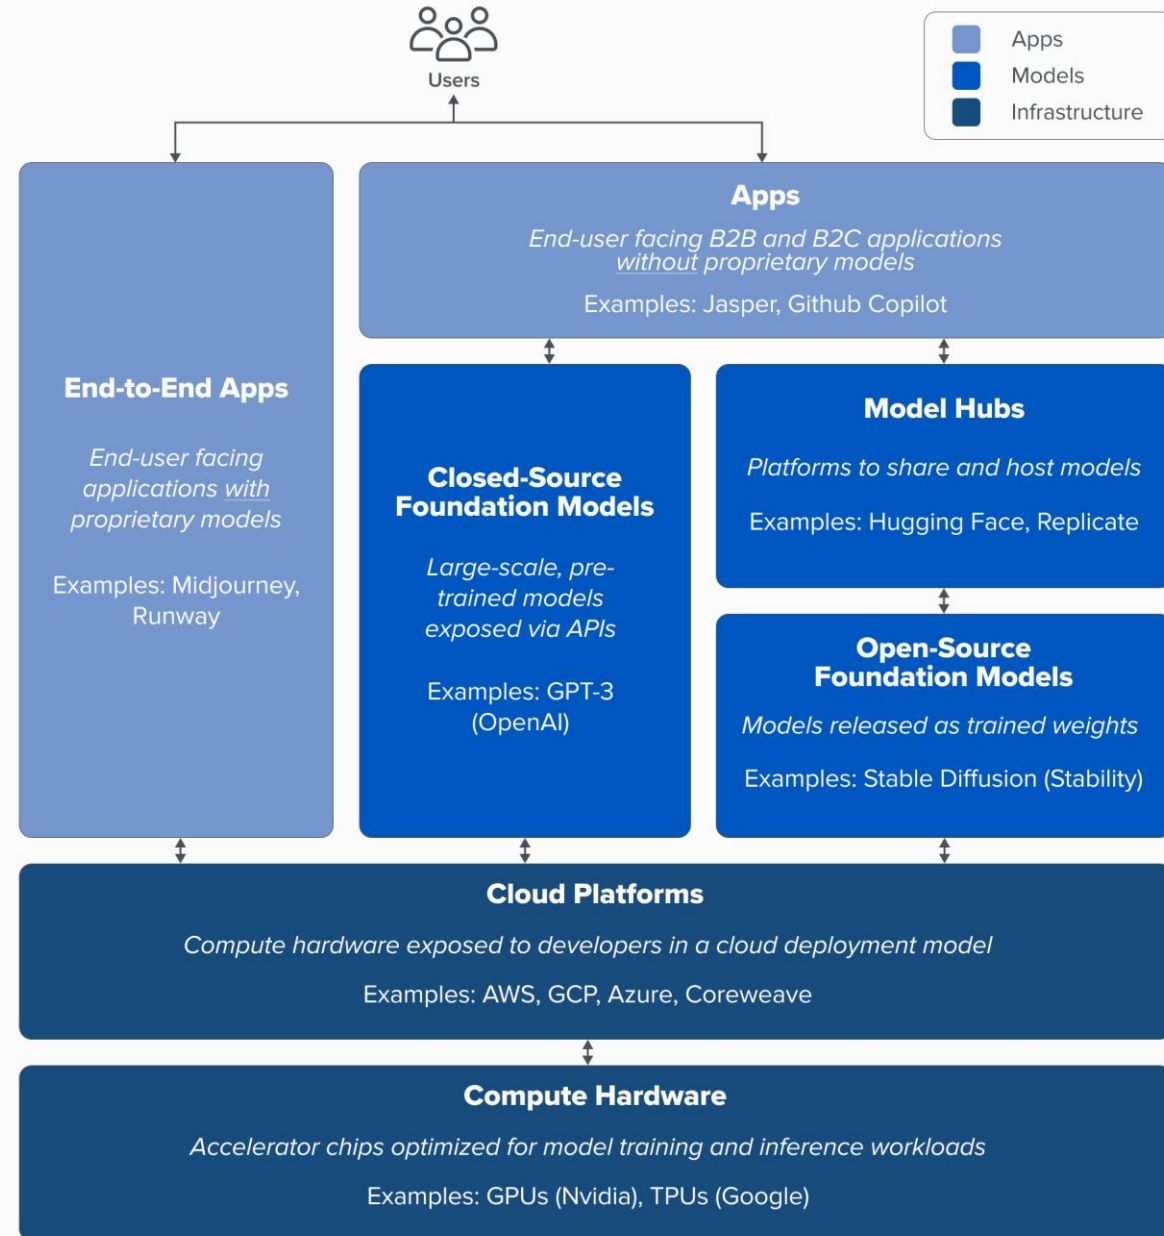 Users
Apps
Models
Infrastructure
Apps
End-user facing B2B and B2C applications
without proprietary models
Examples: Jasper, Github Copilot
End-to-End Apps
End-user facing
applications with
proprietary models
Examples: Midjourney,
Runway
Closed-Source
Foundation Models
Large-scale, pre-
trained models
exposed via APIs
Examples: GPT-3
(OpenAI)
Model Hubs
Platforms to share and host models
Examples: Hugging Face, Replicate
Open-Source
Foundation Models
Models released as trained weights
Examples: Stable Diffusion (Stability)
Cloud Platforms
Compute hardware exposed to developers in a cloud deployment model
Examples: AWS, GCP, Azure, Coreweave
Compute Hardware
Accelerator chips optimized for model training and inference workloads
Examples: GPUs (Nvidia), TPUs (Google)